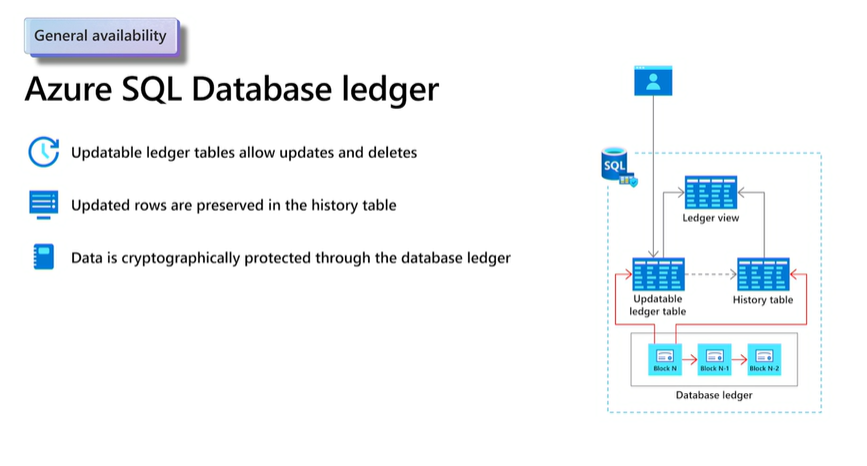 General availability
Azure SQL Database ledger
Updatable ledger tables allow updates and deletes
Updated rows are preserved in the history table
Data is cryptographically protected through the database ledger
SQL
Ledger view
Updatable
ledger table
History table
Block N
Block N-1
Block N-2
Database ledger